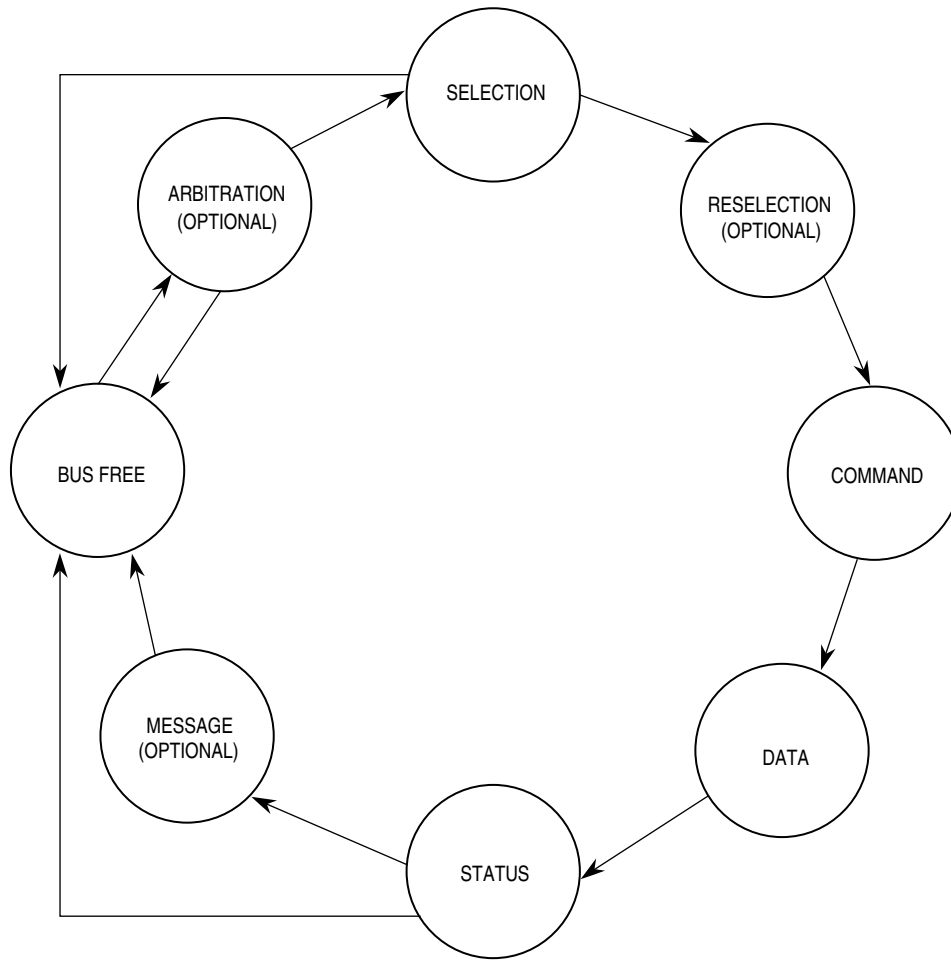 SELECTION
ARBITRATION
(OPTIONAL)
RESELECTION
(OPTIONAL)
BUS FREE
COMMAND
MESSAGE
(OPTIONAL)
DATA
STATUS